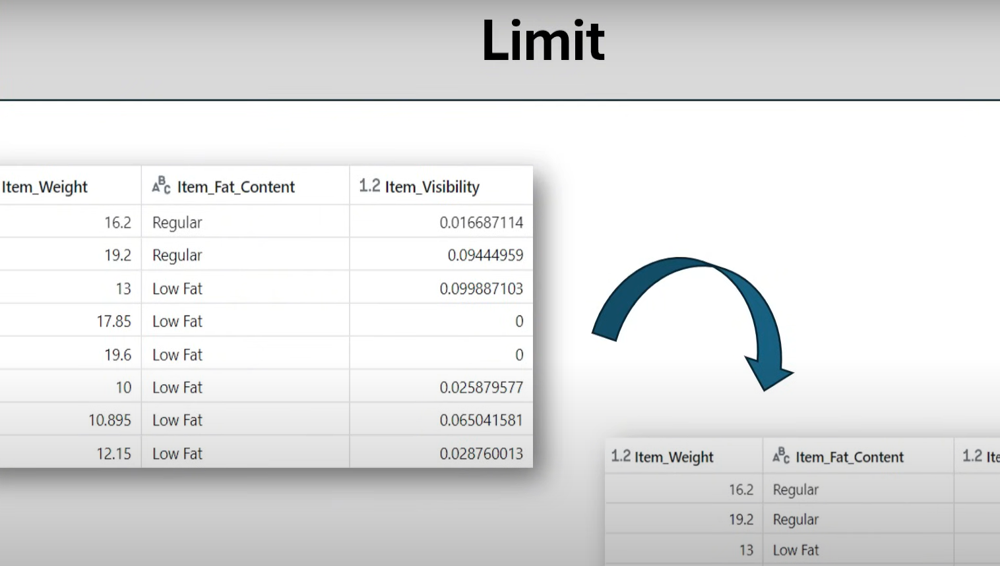 Limit
Item_Weight ABC Item_Fat_Content 1.2 Item_Visibility
16.2 Regular 0.016687114
19.2 Regular 0.09444959
13 Low Fat 0.099887103
17.85 Low Fat 0
19.6 Low Fat 0
10 Low Fat 0.025879577
10.895 Low Fat 0.065041581
12.15 Low Fat 0.028760013
1.2 Item_Weight ABC Item_Fat_Content 1.2 Ite
16.2 Regular
19.2 Regular
13 Low Fat